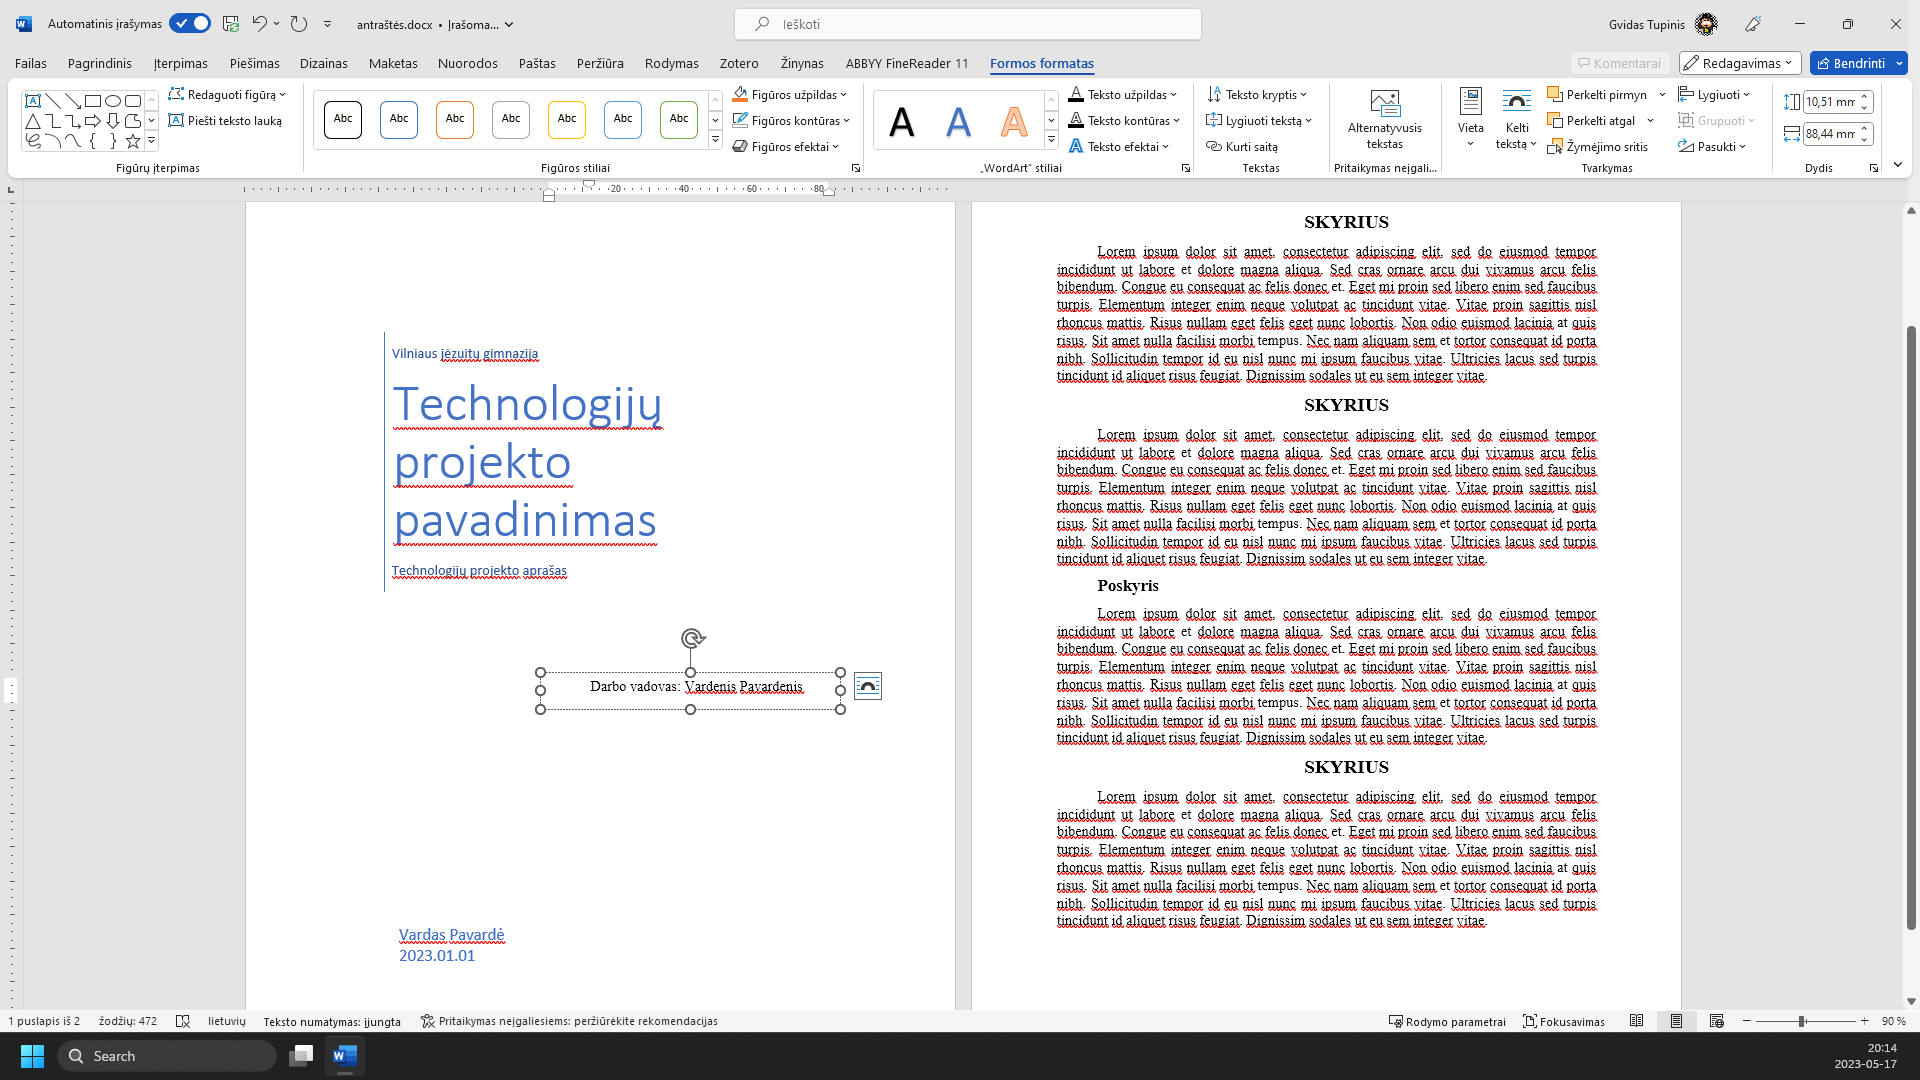 Automatinis įrašymas
antraštės.docx • Įrašoma...
Ieškoti
Gvidas Tupinis
Failas Pagrindinis Įterpimas Piešimas Dizainas Maketas Nuorodos Paštas Peržiūra Rodymas Zotero Žinynas ABBYY FineReader 11 Formos formatas
Komentarai Redagavimas Bendrinti
Redaguoti figūrą
Piešti teksto lauką
Figūrų įterpimas
Abc Abc Abc Abc Abc Abc Abc
Figūros užpildas
Figūros kontūras
Figūros efektai
Figūros stiliai
A A A
Teksto užpildas
Teksto kontūras
Teksto efektai
„WordArt“ stiliai
Teksto kryptis
Lygiuoti tekstą
Kurti saitą
Tekstas
Alternatyvusis
tekstas
Pritaikymas neįgali...
Vieta
Kelti
tekstą
Perkelti pirmyn
Perkelti atgal
Žymėjimo sritis
Lygiuoti
Grupuoti
Pasukti
Tvarkymas
10,51 mm
88,44 mm
Dydis
20 40 60 80
Vilniaus jėzuitų gimnazija
Technologijų
projekto
pavadinimas
Technologijų projekto aprašas
Darbo vadovas: Vardenis Pavardenis
Vardas Pavardė
2023.01.01
SKYRIUS
Lorem ipsum dolor sit amet, consectetur adipiscing elit, sed do eiusmod tempor
incididunt ut labore et dolore magna aliqua. Sed cras ornare arcu dui vivamus arcu felis
bibendum. Congue eu consequat ac felis donec et. Eget mi proin sed libero enim sed faucibus
turpis. Elementum integer enim neque volutpat ac tincidunt vitae. Vitae proin sagittis nisl
rhoncus mattis. Risus nullam eget felis eget nunc lobortis. Non odio euismod lacinia at quis
risus. Sit amet nulla facilisi morbi tempus. Nec nam aliquam sem et tortor consequat id porta
nibh. Sollicitudin tempor id eu nisl nunc mi ipsum faucibus vitae. Ultricies lacus sed turpis
tincidunt id aliquet risus feugiat. Dignissim sodales ut eu sem integer vitae.
SKYRIUS
Lorem ipsum dolor sit amet, consectetur adipiscing elit, sed do eiusmod tempor
incididunt ut labore et dolore magna aliqua. Sed cras ornare arcu dui vivamus arcu felis
bibendum. Congue eu consequat ac felis donec et. Eget mi proin sed libero enim sed faucibus
turpis. Elementum integer enim neque volutpat ac tincidunt vitae. Vitae proin sagittis nisl
rhoncus mattis. Risus nullam eget felis eget nunc lobortis. Non odio euismod lacinia at quis
risus. Sit amet nulla facilisi morbi tempus. Nec nam aliquam sem et tortor consequat id porta
nibh. Sollicitudin tempor id eu nisl nunc mi ipsum faucibus vitae. Ultricies lacus sed turpis
tincidunt id aliquet risus feugiat. Dignissim sodales ut eu sem integer vitae.
Poskyris
Lorem ipsum dolor sit amet, consectetur adipiscing elit, sed do eiusmod tempor
incididunt ut labore et dolore magna aliqua. Sed cras ornare arcu dui vivamus arcu felis
bibendum. Congue eu consequat ac felis donec et. Eget mi proin sed libero enim sed faucibus
turpis. Elementum integer enim neque volutpat ac tincidunt vitae. Vitae proin sagittis nisl
rhoncus mattis. Risus nullam eget felis eget nunc lobortis. Non odio euismod lacinia at quis
risus. Sit amet nulla facilisi morbi tempus. Nec nam aliquam sem et tortor consequat id porta
nibh. Sollicitudin tempor id eu nisl nunc mi ipsum faucibus vitae. Ultricies lacus sed turpis
tincidunt id aliquet risus feugiat. Dignissim sodales ut eu sem integer vitae.
SKYRIUS
Lorem ipsum dolor sit amet, consectetur adipiscing elit, sed do eiusmod tempor
incididunt ut labore et dolore magna aliqua. Sed cras ornare arcu dui vivamus arcu felis
bibendum. Congue eu consequat ac felis donec et. Eget mi proin sed libero enim sed faucibus
turpis. Elementum integer enim neque volutpat ac tincidunt vitae. Vitae proin sagittis nisl
rhoncus mattis. Risus nullam eget felis eget nunc lobortis. Non odio euismod lacinia at quis
risus. Sit amet nulla facilisi morbi tempus. Nec nam aliquam sem et tortor consequat id porta
nibh. Sollicitudin tempor id eu nisl nunc mi ipsum faucibus vitae. Ultricies lacus sed turpis
tincidunt id aliquet risus feugiat. Dignissim sodales ut eu sem integer vitae.
1 puslapis iš 2 žodžių: 472 lietuvių Teksto numatymas: įjungta Pritaikymas neįgaliesiems: peržiūrėkite rekomendacijas
Rodymo parametrai Fokusavimas 90 %
Search
20:14
2023-05-17